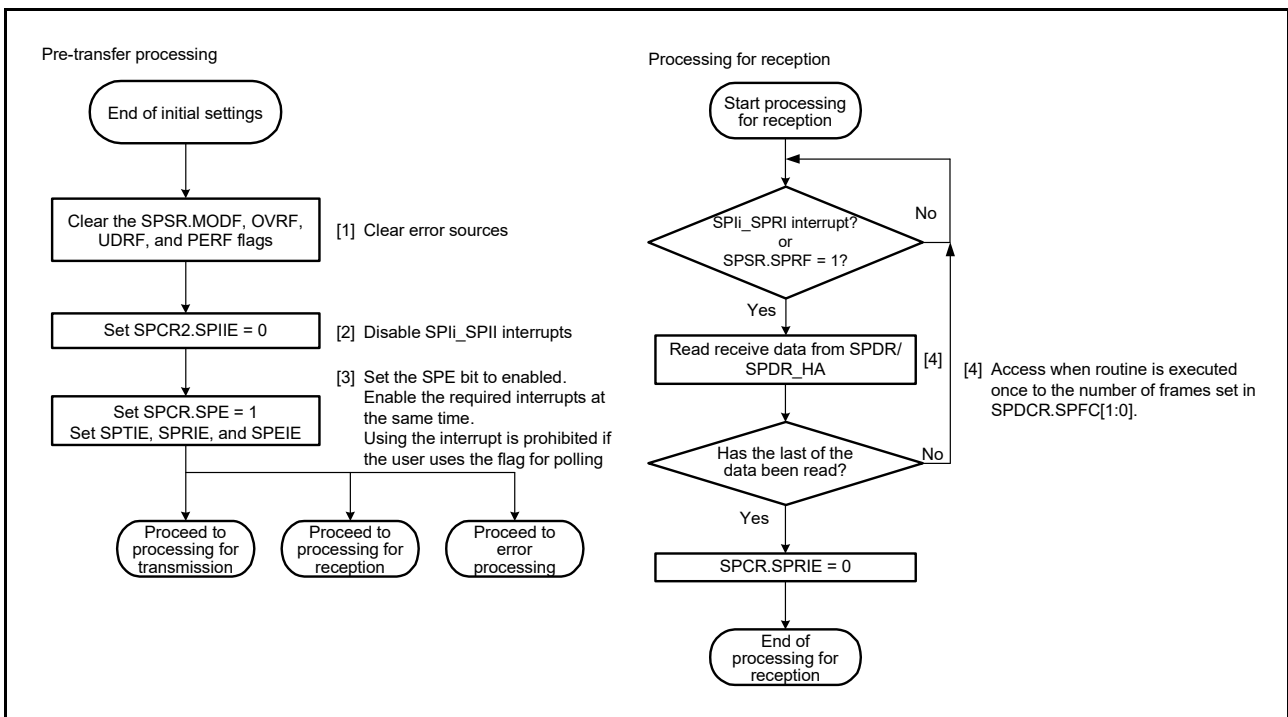 Pre-transfer processing
End of initial settings
Clear the SPSR.MODF, OVRF,
UDRF, and PERF flags
[1] Clear error sources
Set SPCR2.SPIIE = 0
[2] Disable SPIi_SPII interrupts
[3] Set the SPE bit to enabled.
Enable the required interrupts at
the same time.
Using the interrupt is prohibited if
the user uses the flag for polling
Set SPCR.SPE = 1
Set SPTIE, SPRIE, and SPEIE
Proceed to
processing for
transmission
Proceed to
processing for
reception
Proceed to
error
processing
Processing for reception
Start processing
for reception
SPIi_SPRI interrupt?
or
SPSR.SPRF = 1?
No
Yes
Read receive data from SPDR/
SPDR_HA
[4]
[4] Access when routine is executed
once to the number of frames set in
SPDCR.SPFC[1:0].
Has the last of the
data been read?
No
Yes
SPCR.SPRIE = 0
End of
processing for
reception